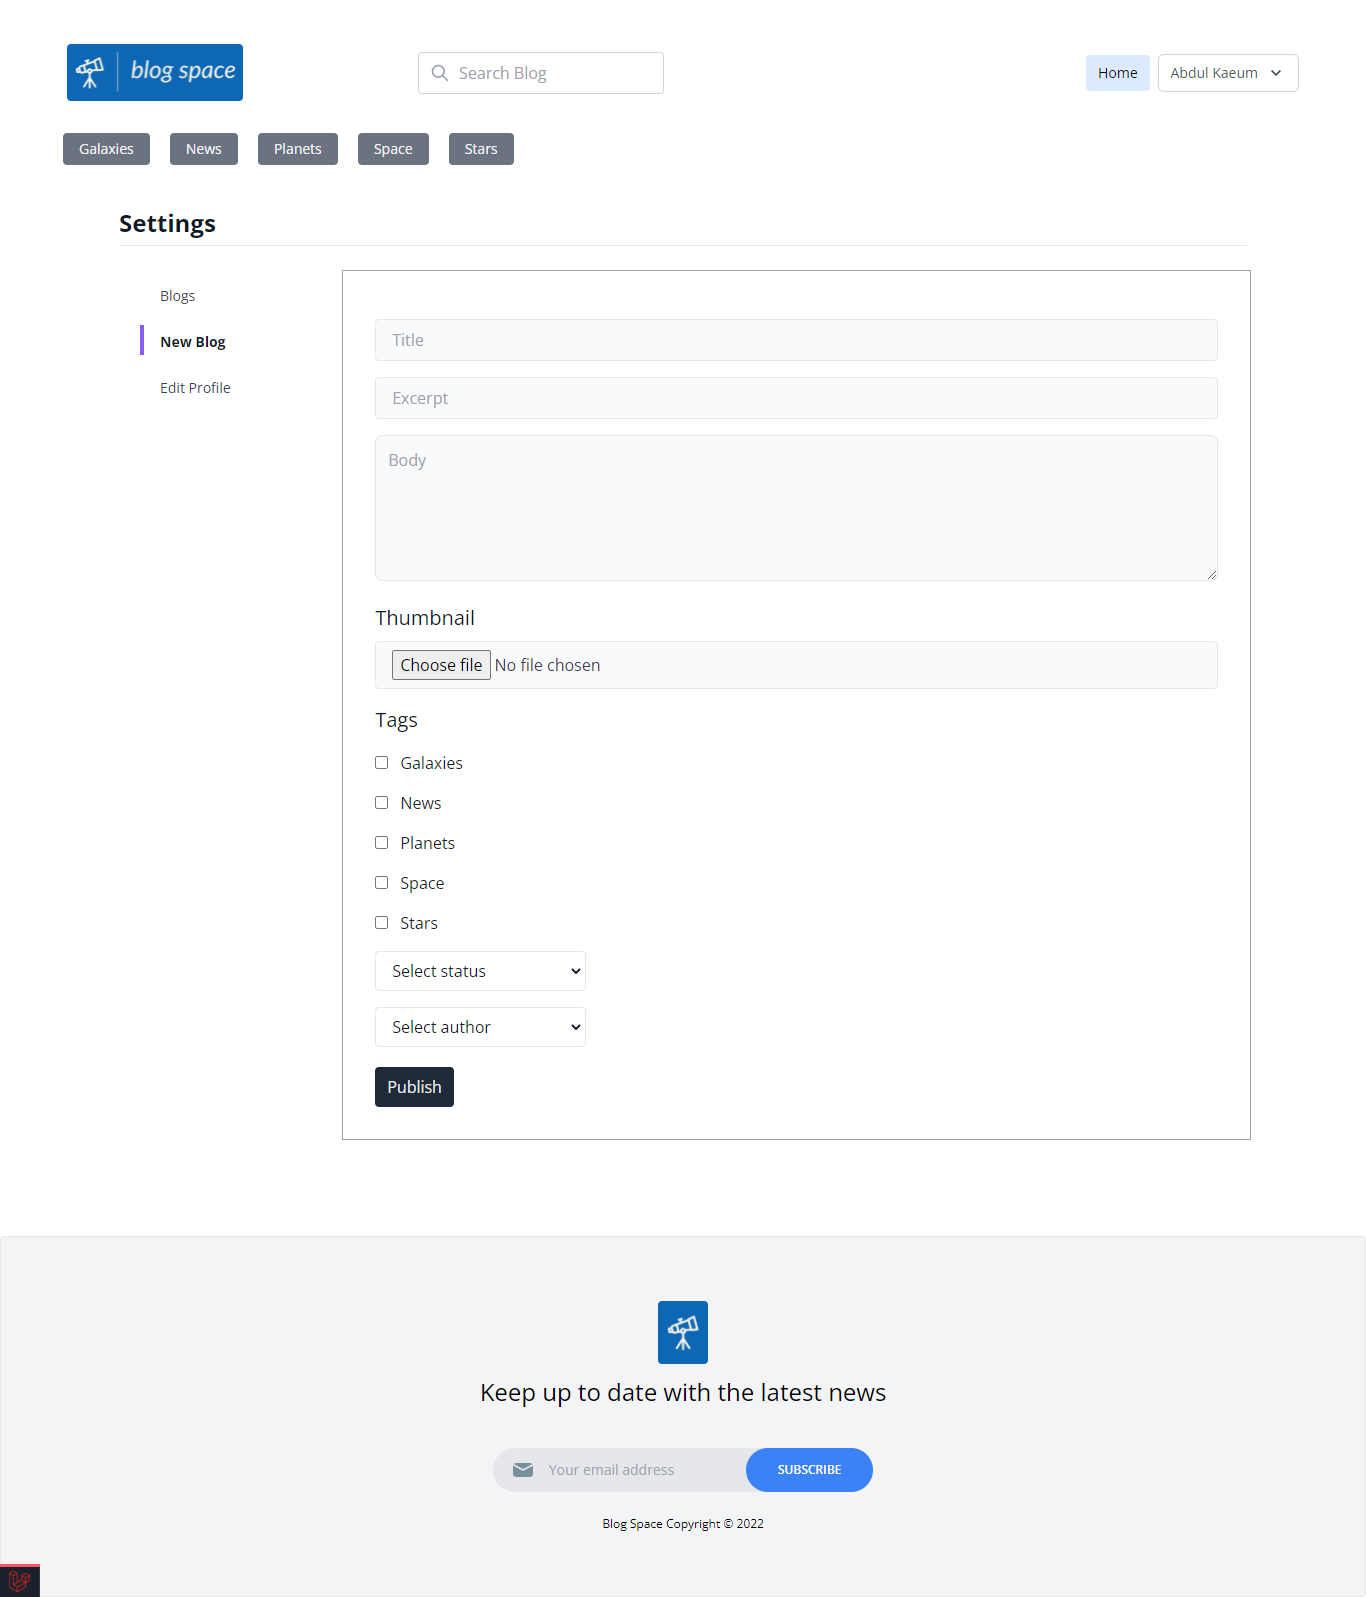 blog space
Search Blog
Home
Abdul Kaeum
Galaxies
News
Planets
Space
Stars
Settings
Blogs
New Blog
Edit Profile
Title
Excerpt
Body
Thumbnail
Choose file No file chosen
Tags
Galaxies
News
Planets
Space
Stars
Select status
Select author
Publish
Keep up to date with the latest news
Your email address
SUBSCRIBE
Blog Space Copyright © 2022